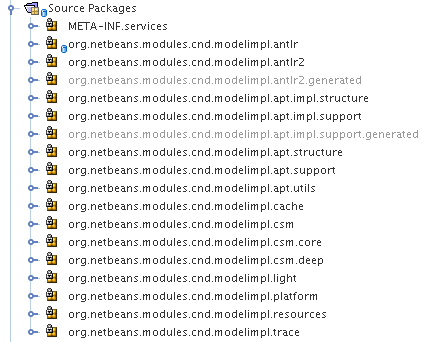 Source Packages
META-INF.services
org.netbeans.modules.cnd.modelimpl.antlr
org.netbeans.modules.cnd.modelimpl.antlr2
org.netbeans.modules.cnd.modelimpl.antlr2.generated
org.netbeans.modules.cnd.modelimpl.apt.impl.structure
org.netbeans.modules.cnd.modelimpl.apt.impl.support
org.netbeans.modules.cnd.modelimpl.apt.impl.support.generated
org.netbeans.modules.cnd.modelimpl.apt.structure
org.netbeans.modules.cnd.modelimpl.apt.support
org.netbeans.modules.cnd.modelimpl.apt.utils
org.netbeans.modules.cnd.modelimpl.cache
org.netbeans.modules.cnd.modelimpl.csm
org.netbeans.modules.cnd.modelimpl.csm.core
org.netbeans.modules.cnd.modelimpl.csm.deep
org.netbeans.modules.cnd.modelimpl.light
org.netbeans.modules.cnd.modelimpl.platform
org.netbeans.modules.cnd.modelimpl.resources
org.netbeans.modules.cnd.modelimpl.trace